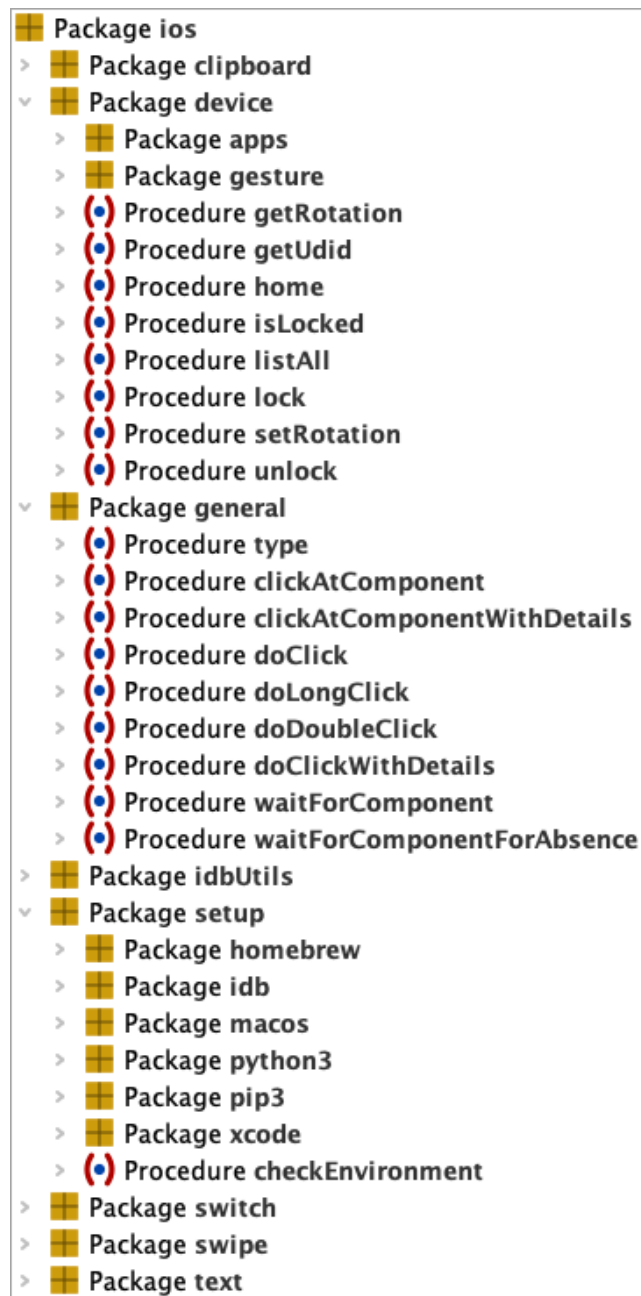 Package ios
Package clipboard
Package device
Package apps
Package gesture
Procedure getRotation
Procedure getUdid
Procedure home
Procedure isLocked
Procedure listAll
Procedure lock
Procedure setRotation
Procedure unlock
Package general
Procedure type
Procedure clickAtComponent
Procedure clickAtComponentWithDetails
Procedure doClick
Procedure doLongClick
Procedure doDoubleClick
Procedure doClickWithDetails
Procedure waitForComponent
Procedure waitForComponentForAbsence
Package idbUtils
Package setup
Package homebrew
Package idb
Package macos
Package python3
Package pip3
Package xcode
Procedure checkEnvironment
Package switch
Package swipe
Package text